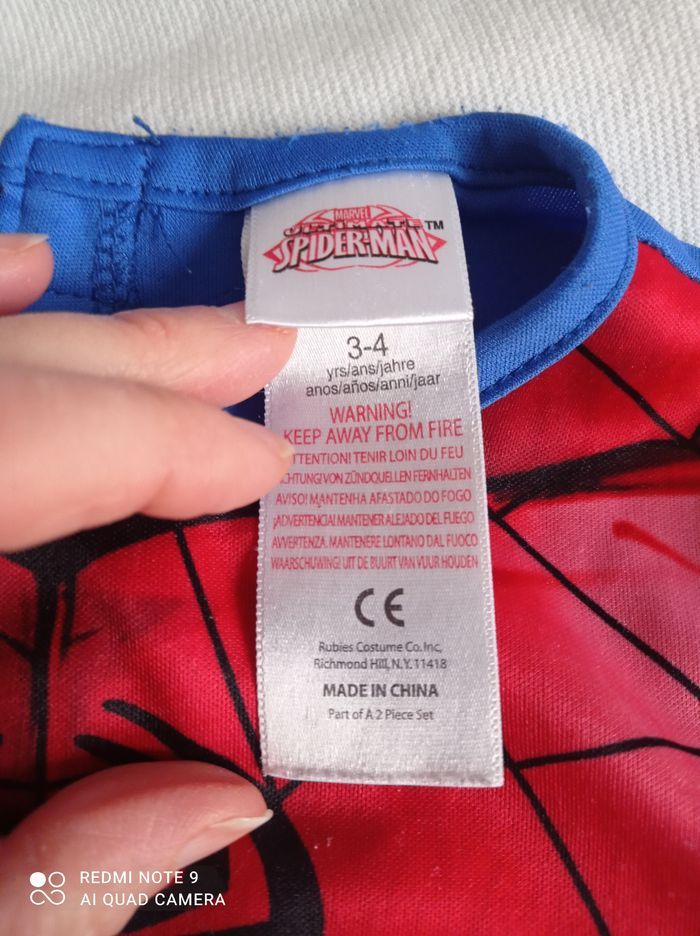 MARVEL
ULTIMATE
SPIDER-MAN™
3-4
yrs/ans/jahre
anos/años/anni/jaar
WARNING!
KEEP AWAY FROM FIRE
TTENTION! TENIR LOIN DU FEU
CHTUNG! VON ZÜNDQUELLEN FERNHALTEN
AVISO! MANTENHA AFASTADO DO FOGO
¡ADVERTENCIA! MANTENER ALEJADO DEL FUEGO
AVVERTENZA. MANTENERE LONTANO DAL FUOCO
WAARSCHUWING! UIT DE BUURT VAN VUUR HOUDEN
CE
Rubies Costume Co. Inc,
Richmond Hill, N.Y. 11418
MADE IN CHINA
Part of A 2 Piece Set
REDMI NOTE 9
AI QUAD CAMERA